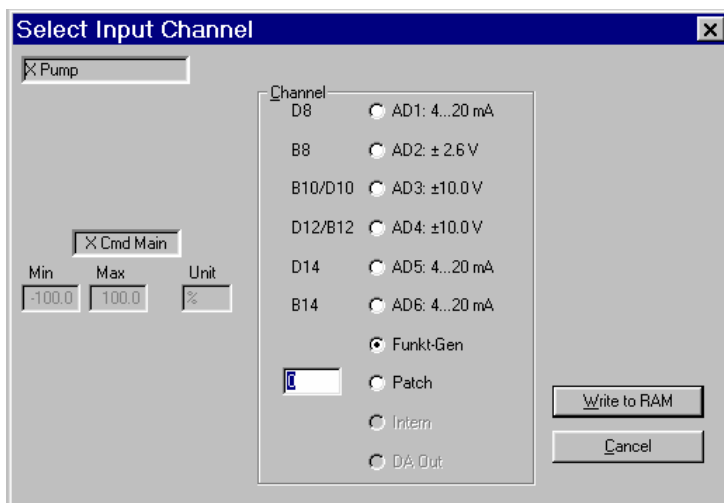 Select Input Channel
X Pump
Channel
D8 AD1: 4...20 mA
B8 AD2: ± 2.6 V
B10/D10 AD3: ±10.0 V
D12/B12 AD4: ±10.0 V
X Cmd Main
Min Max Unit
-100.0 100.0 %
D14 AD5: 4...20 mA
B14 AD6: 4...20 mA
Funkt-Gen
0 Patch
Intern
DA Out
Write to RAM
Cancel